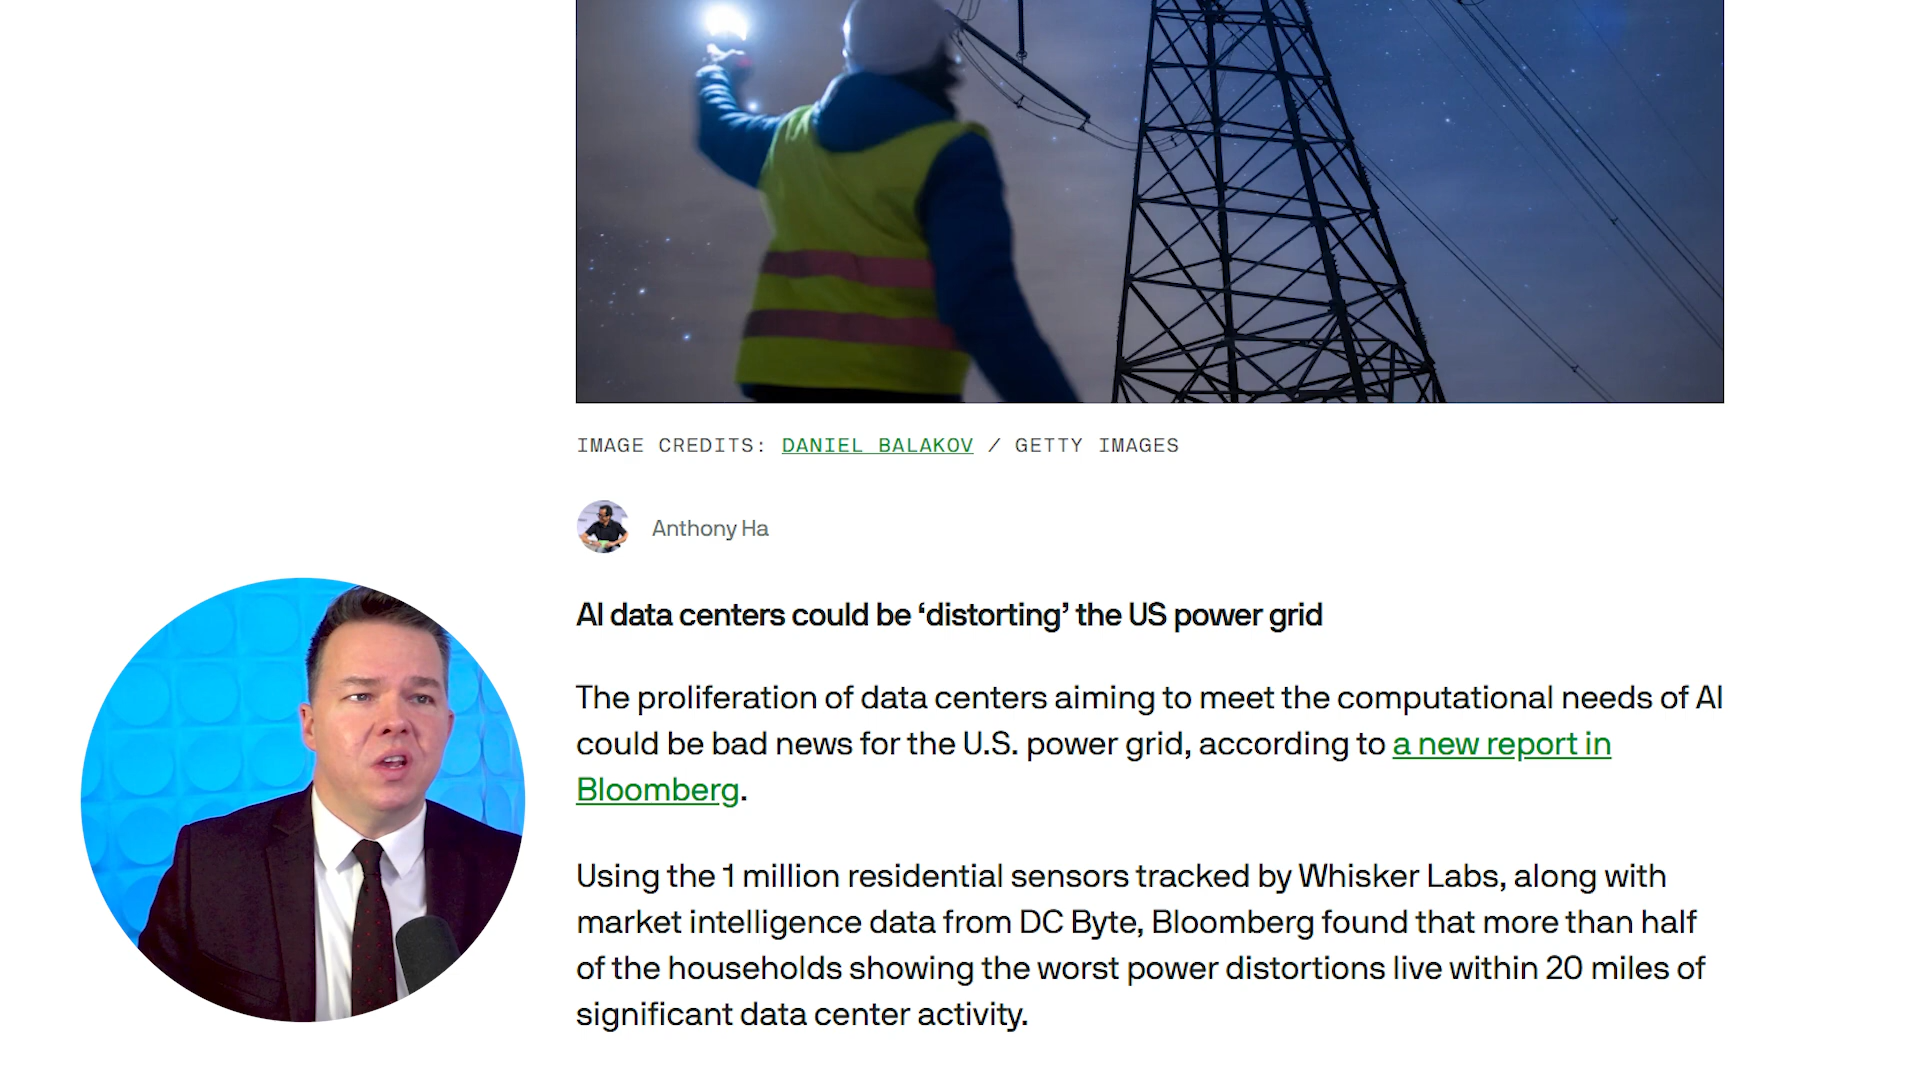 IMAGE CREDITS: DANIEL BALAKOV / GETTY IMAGES
Anthony Ha
AI data centers could be ‘distorting’ the US power grid
The proliferation of data centers aiming to meet the computational needs of AI
could be bad news for the U.S. power grid, according to a new report in
Bloomberg.
Using the 1 million residential sensors tracked by Whisker Labs, along with
market intelligence data from DC Byte, Bloomberg found that more than half
of the households showing the worst power distortions live within 20 miles of
significant data center activity.